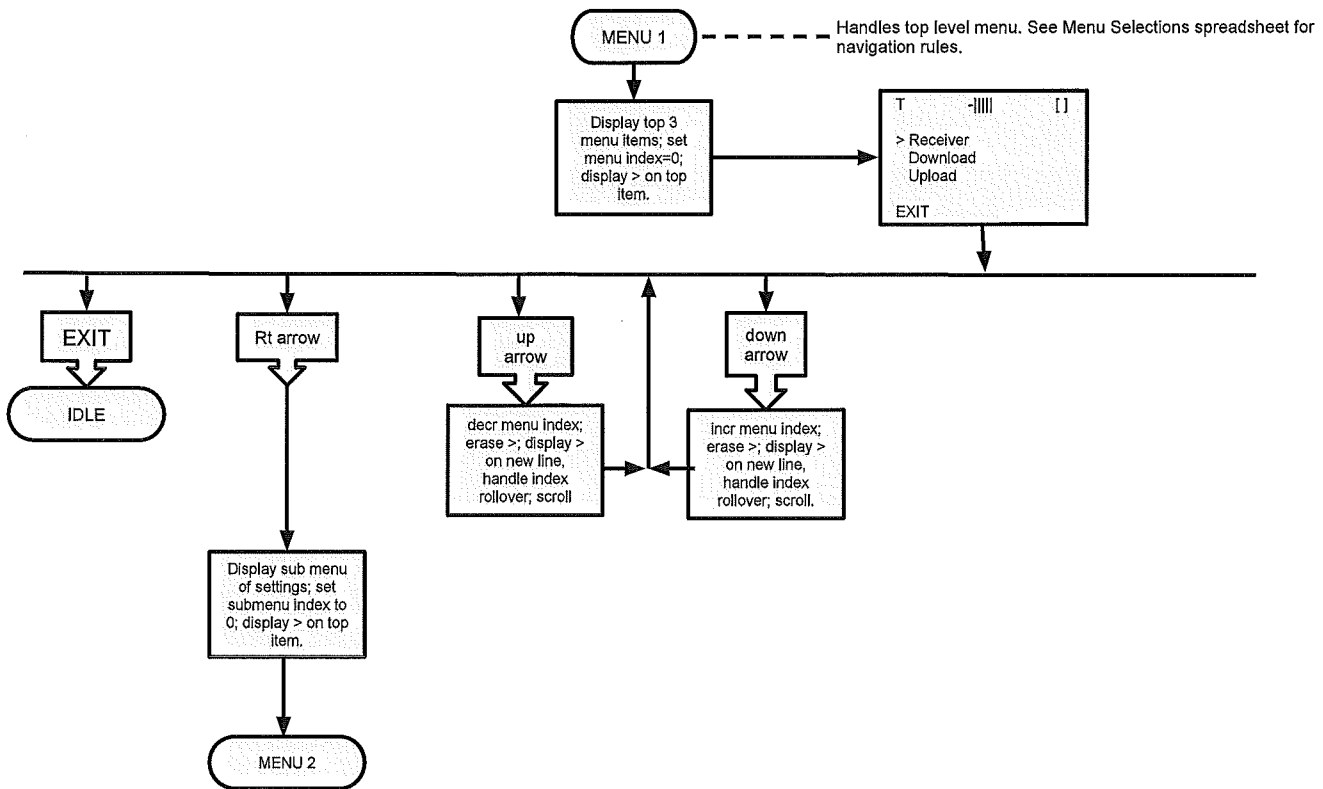 MENU 1
Handles top level menu. See Menu Selections spreadsheet for
navigation rules.
Display top 3
menu items; set
menu index=0;
display > on top
item.
T -||||| [ ]
> Receiver
Download
Upload
EXIT
EXIT
Rt arrow
up
arrow
down
arrow
IDLE
decr menu index;
erase >; display >
on new line,
handle index
rollover; scroll
incr menu index;
erase >; display >
on new line,
handle index
rollover; scroll.
Display sub menu
of settings; set
submenu index to
0; display > on top
item.
MENU 2